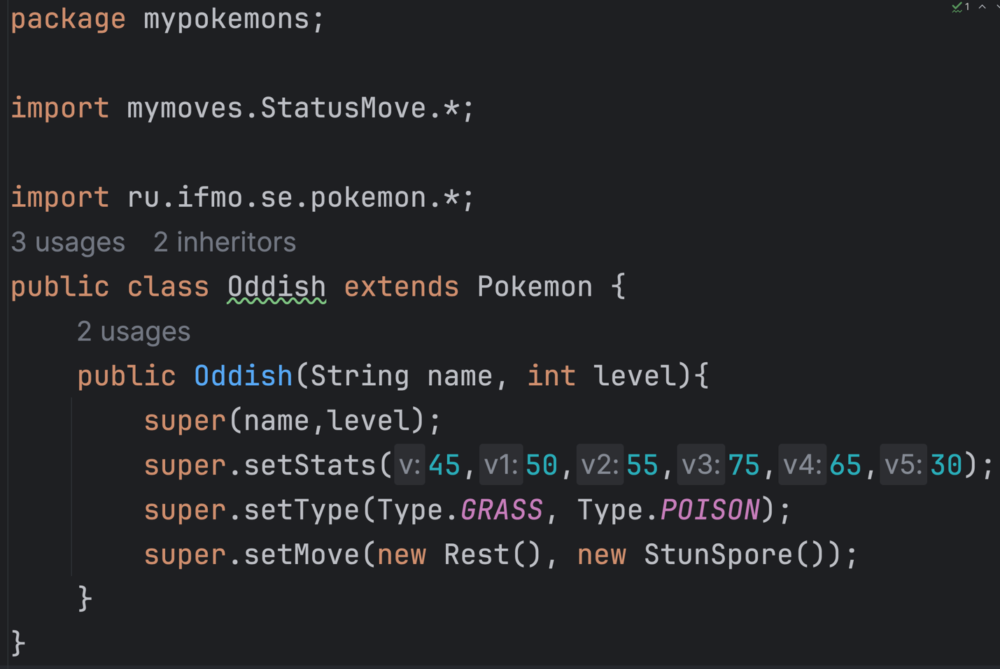 1
package mypokemons;
import mymoves.StatusMove.*;
import ru.ifmo.se.pokemon.*;
3 usages 2 inheritors
public class Oddish extends Pokemon {
2 usages
public Oddish(String name, int level){
super(name,level);
super.setStats(v:45,v1:50,v2:55,v3:75,v4:65,v5:30);
super.setType(Type.GRASS, Type.POISON);
super.setMove(new Rest(), new StunSpore());
}
}